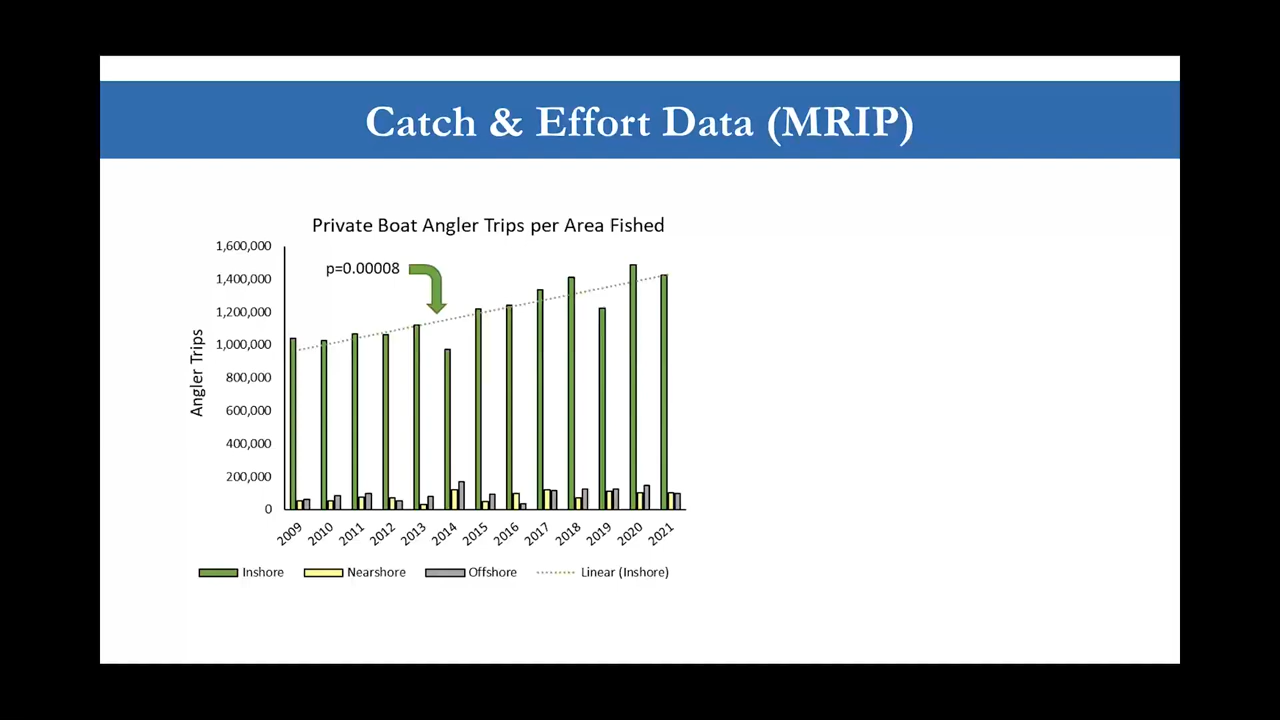 Catch & Effort Data (MRIP)
Private Boat Angler Trips per Area Fished
p=0.00008
Angler Trips
1,600,000
1,400,000
1,200,000
1,000,000
800,000
600,000
400,000
200,000
0
2009 2010 2011 2012 2013 2014 2015 2016 2017 2018 2019 2020 2021
Inshore Nearshore Offshore Linear (Inshore)